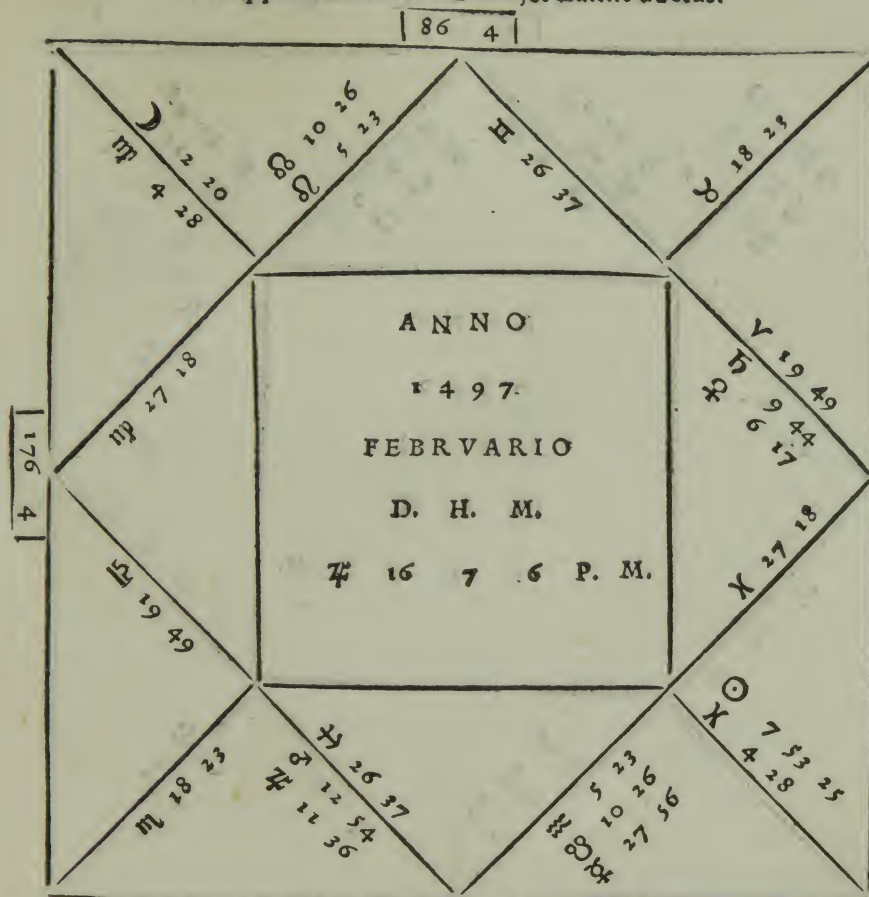 86 4
☽ 12 20
♍ 4 28
☊ 10 26
♌ 5 23
♊ 26 37
♉ 18 23
♈ 19 49
♄ 9 44
♀ 6 17
♍ 27 18
176 4
♎ 19 49
♏ 18 23
ANNO
1497.
FEBRVARIO
D. H. M.
♃ 16 7 6 P. M.
♓ 27 18
☉ 7 53 25
♓ 4 28
♐ 26 37
♂ 12 54
♃ 11 36
♒ 5 23
☋ 10 26
☿ 27 56